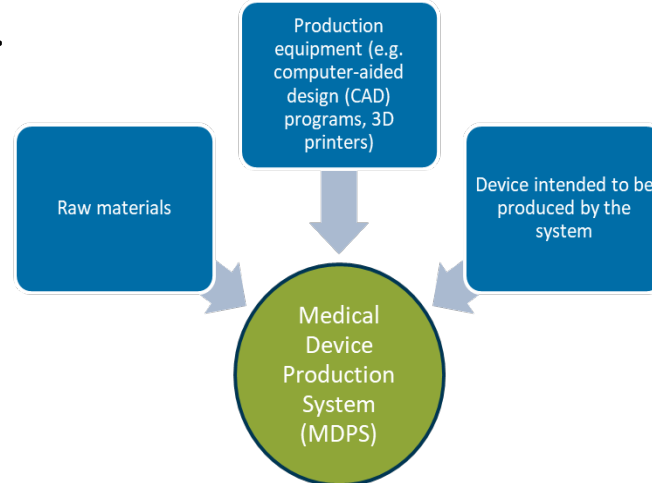 Production
equipment (e.g.
computer-aided
design (CAD)
programs, 3D
printers)
Raw materials
Device intended to be
produced by the
system
Medical
Device
Production
System
(MDPS)